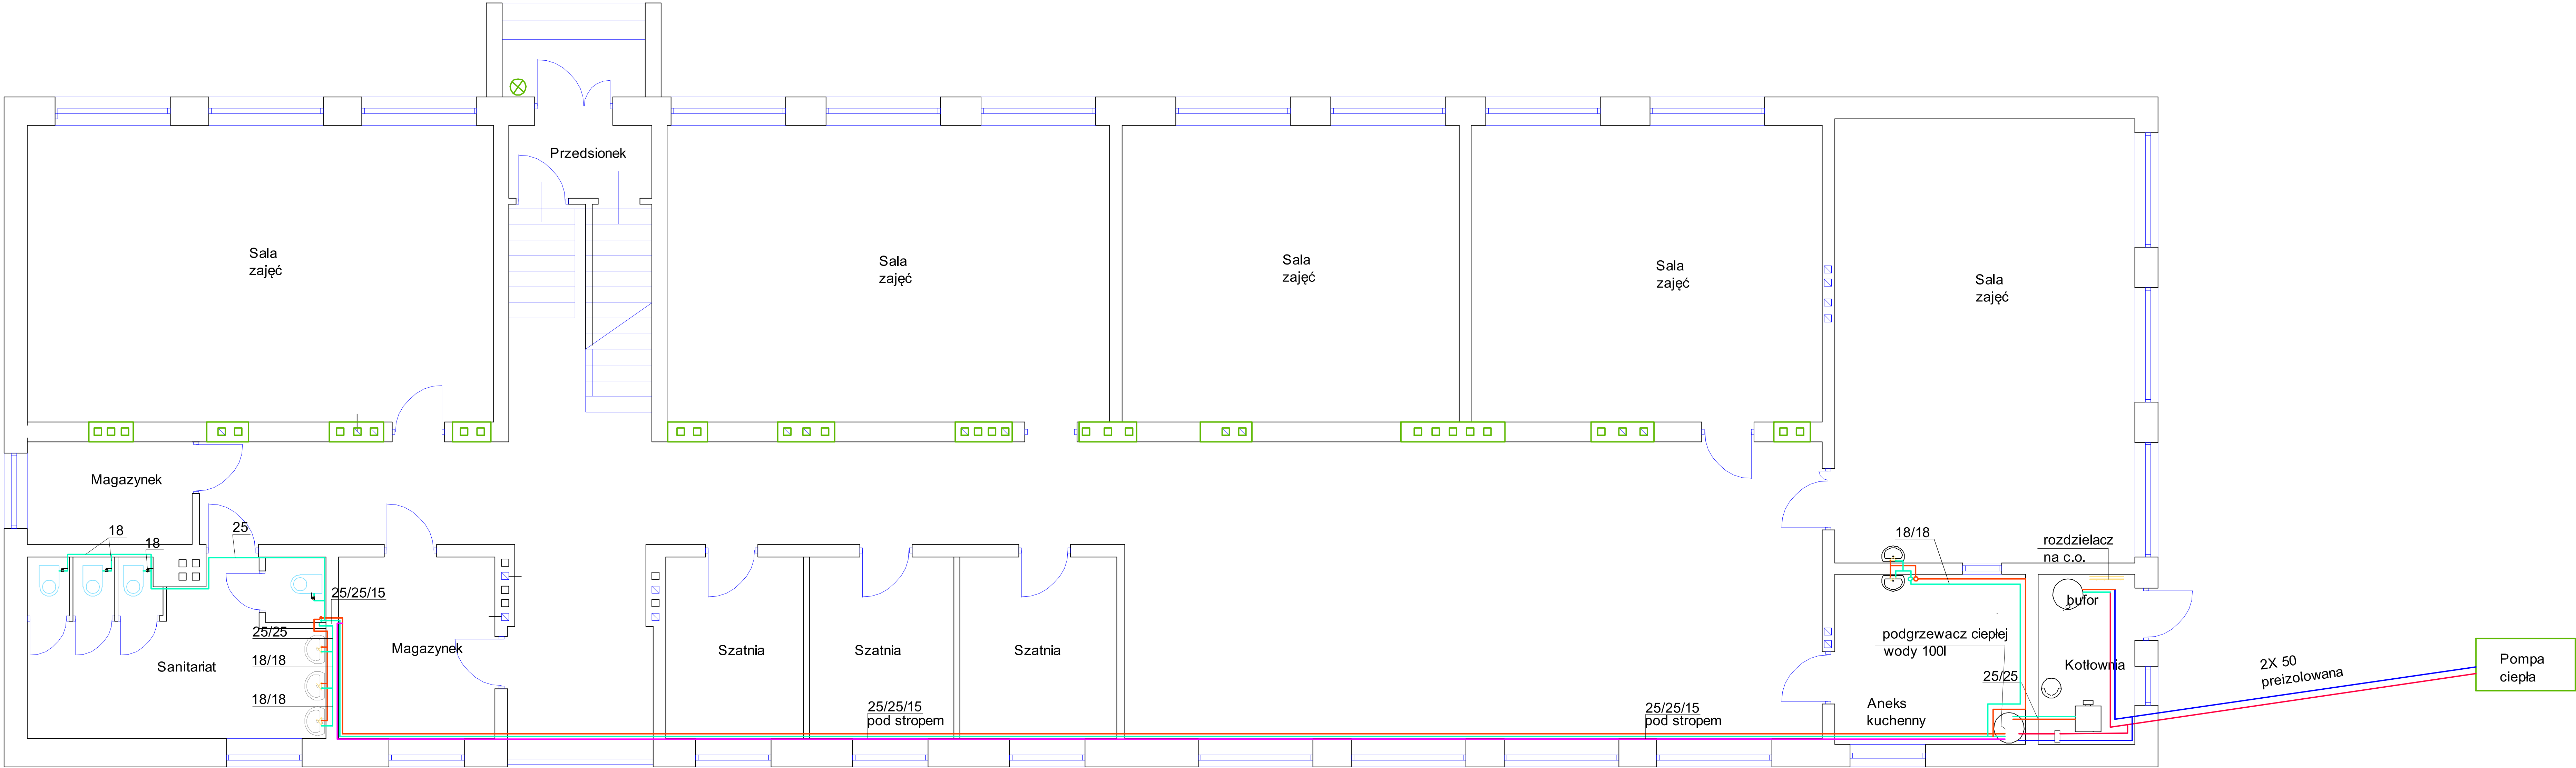 Przedsionek
Sala
zajęć
Sala
zajęć
Sala
zajęć
Sala
zajęć
Sala
zajęć
Magazynek
18
18
25
25/25/15
25/25
18/18
18/18
Sanitariat
Magazynek
Szatnia
Szatnia
Szatnia
25/25/15
pod stropem
25/25/15
pod stropem
18/18
rozdzielacz
na c.o.
bufor
podgrzewacz ciepłej
wody 100l
Kotłownia
25/25
Aneks
kuchenny
2X 50
preizolowana
Pompa
ciepła